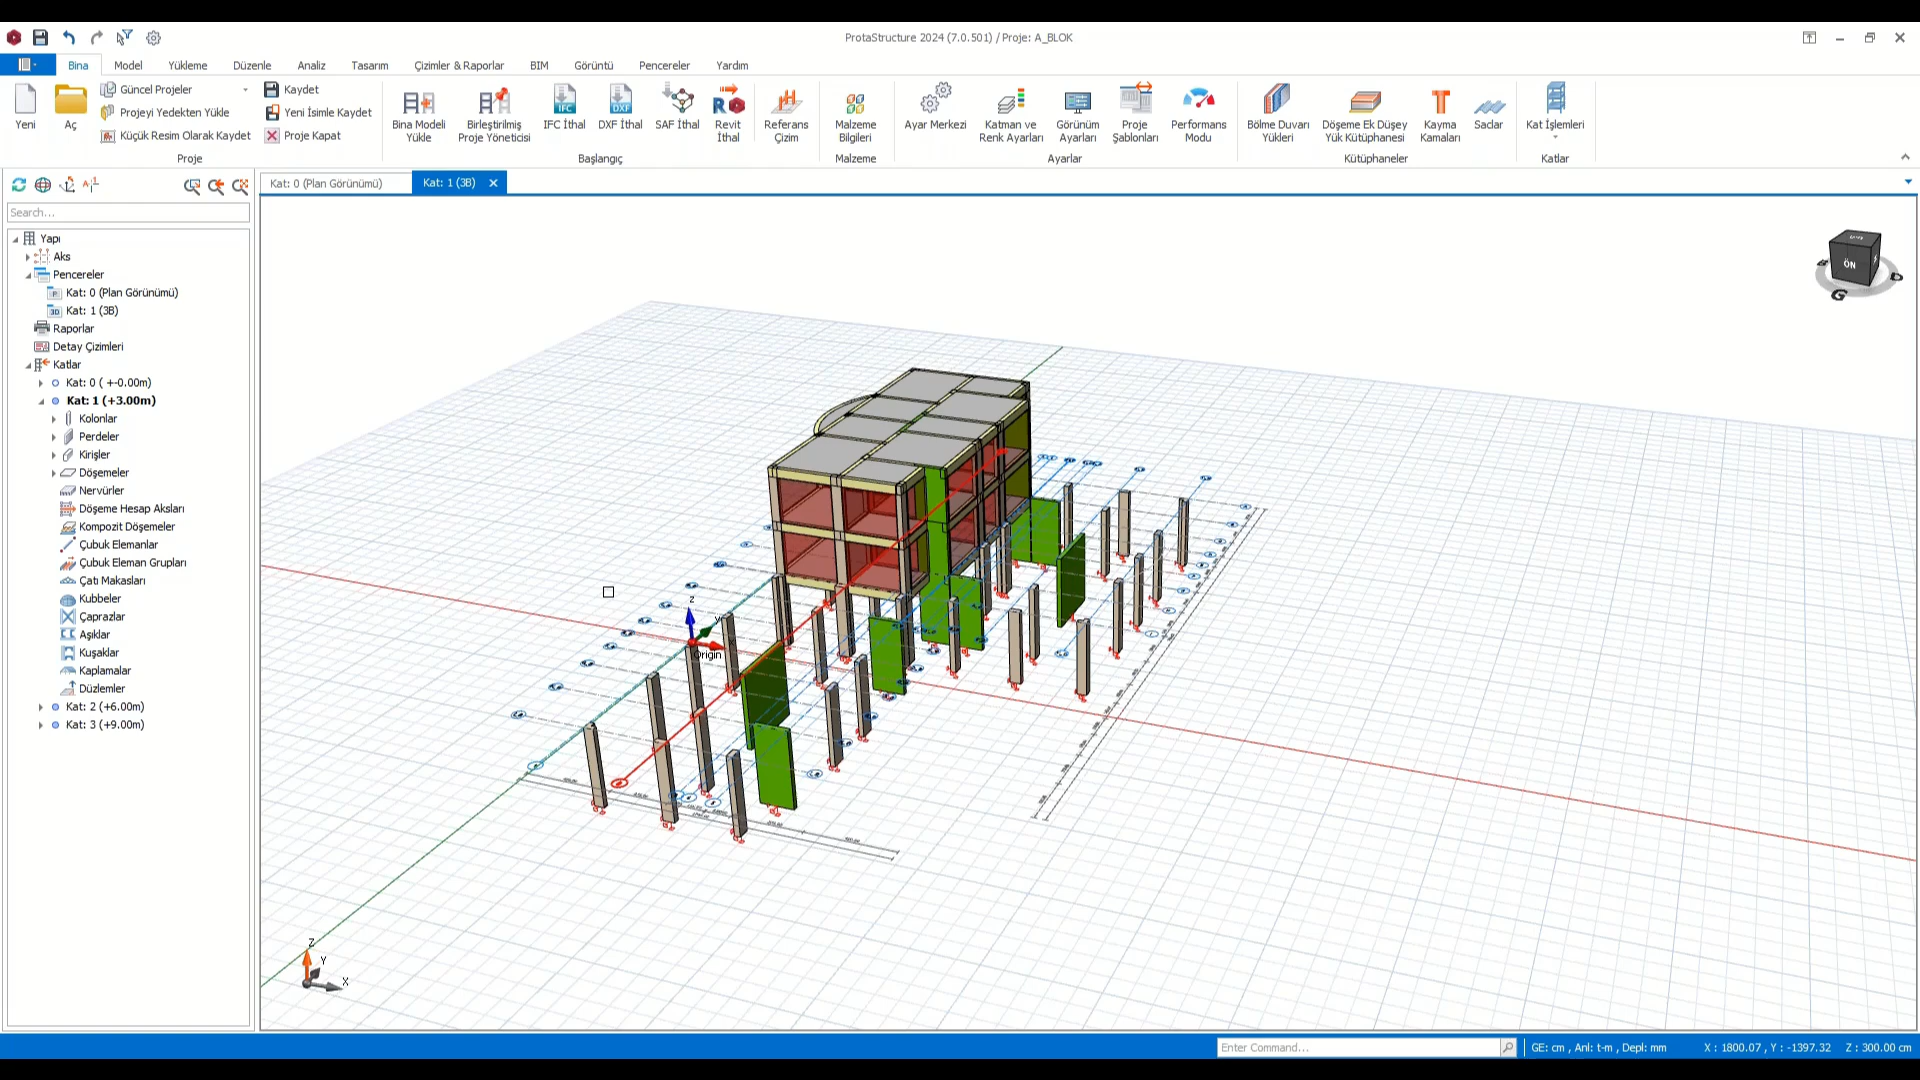 ProtaStructure 2024 (7.0.501) / Proje: A_BLOK
Bina
Model
Yükleme
Düzenle
Analiz
Tasarım
Çizimler & Raporlar
BIM
Görüntü
Pencereler
Yardım
Yeni
Aç
Güncel Projeler
Projeyi Yedekten Yükle
Küçük Resim Olarak Kaydet
Kaydet
Yeni İsimle Kaydet
Proje Kapat
Proje
Bina Modeli Yükle
Birleştirilmiş Proje Yöneticisi
IFC İthal
DXF İthal
SAF İthal
Revit İthal
Referans Çizim
Başlangıç
Malzeme Bilgileri
Malzeme
Ayar Merkezi
Katman ve Renk Ayarları
Görünüm Ayarları
Proje Şablonları
Performans Modu
Ayarlar
Bölme Duvarı Yükleri
Döşeme Ek Düşey Yük Kütüphanesi
Kayma Kamaları
Saclar
Kütüphaneler
Kat İşlemleri
Katlar
Kat: 0 (Plan Görünümü)
Kat: 1 (3B)
Search...
Yapı
Aks
Pencereler
Kat: 0 (Plan Görünümü)
Kat: 1 (3B)
Raporlar
Detay Çizimleri
Katlar
Kat: 0 ( +-0.00m)
Kat: 1 (+3.00m)
Kolonlar
Perdeler
Kirişler
Döşemeler
Nervürler
Döşeme Hesap Aksları
Kompozit Döşemeler
Çubuk Elemanlar
Çubuk Eleman Grupları
Çatı Makasları
Kubbeler
Çaprazlar
Aşıklar
Kuşaklar
Kaplamalar
Düzlemler
Kat: 2 (+6.00m)
Kat: 3 (+9.00m)
ÖN
G
D
Z
Origin
Z
Y
X
Enter Command...
GE: cm , Anl: t-m , Depl: mm
X : 1800.07 , Y : -1397.32
Z : 300.00 cm